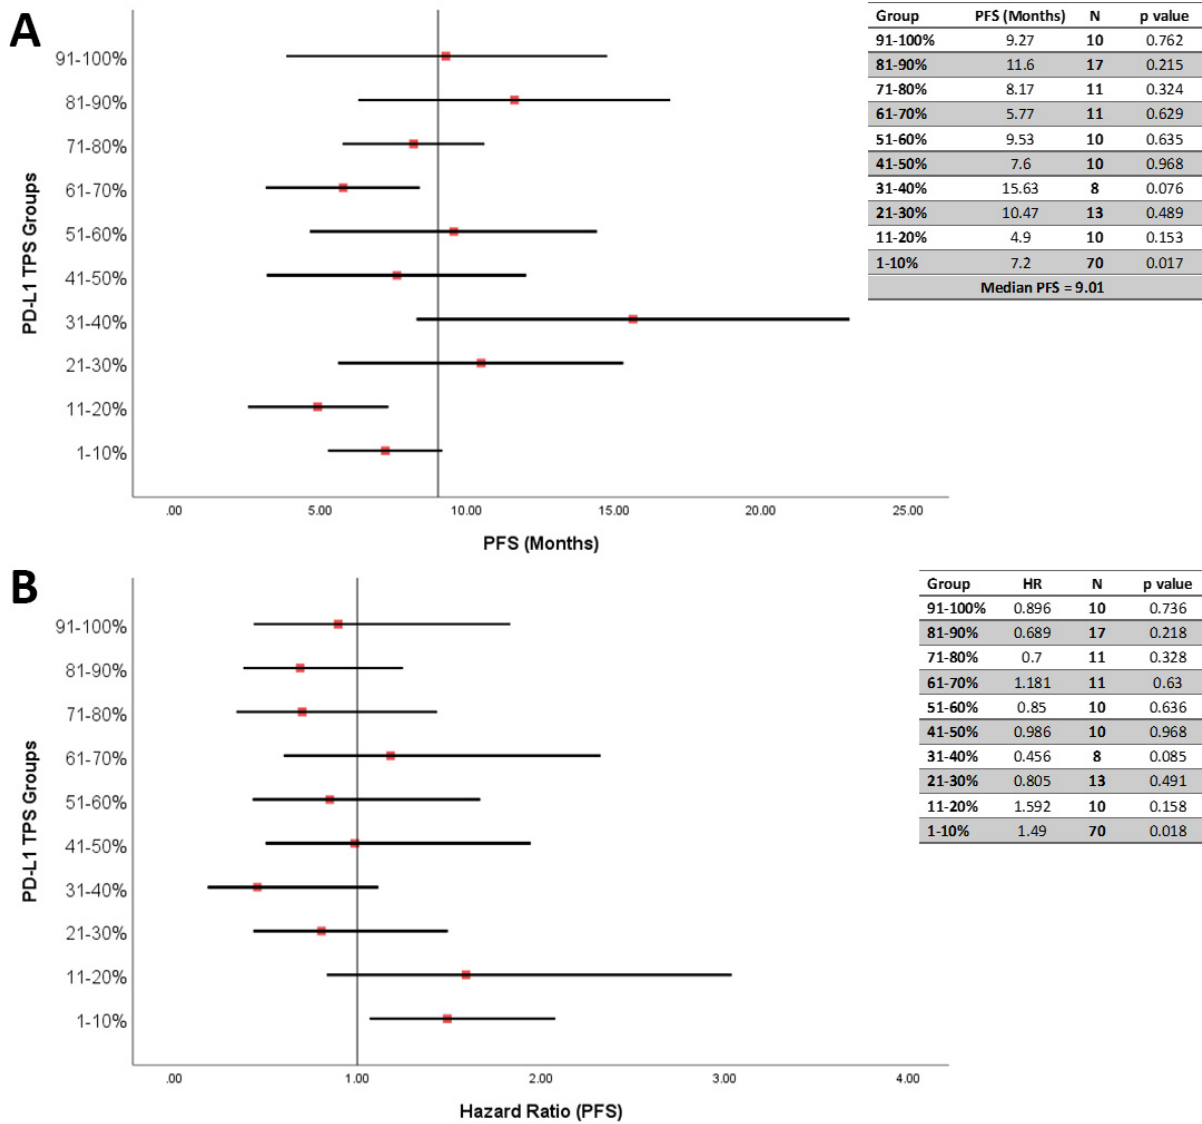 A
Group PFS (Months) N p value
91-100% 9.27 10 0.762
81-90% 11.6 17 0.215
71-80% 8.17 11 0.324
61-70% 5.77 11 0.629
51-60% 9.53 10 0.635
41-50% 7.6 10 0.968
31-40% 15.63 8 0.076
21-30% 10.47 13 0.489
11-20% 4.9 10 0.153
1-10% 7.2 70 0.017
Median PFS = 9.01
PD-L1 TPS Groups
91-100%
81-90%
71-80%
61-70%
51-60%
41-50%
31-40%
21-30%
11-20%
1-10%
.00 5.00 10.00 15.00 20.00 25.00
PFS (Months)
B
Group HR N p value
91-100% 0.896 10 0.736
81-90% 0.689 17 0.218
71-80% 0.7 11 0.328
61-70% 1.181 11 0.63
51-60% 0.85 10 0.636
41-50% 0.986 10 0.968
31-40% 0.456 8 0.085
21-30% 0.805 13 0.491
11-20% 1.592 10 0.158
1-10% 1.49 70 0.018
PD-L1 TPS Groups
91-100%
81-90%
71-80%
61-70%
51-60%
41-50%
31-40%
21-30%
11-20%
1-10%
.00 1.00 2.00 3.00 4.00
Hazard Ratio (PFS)